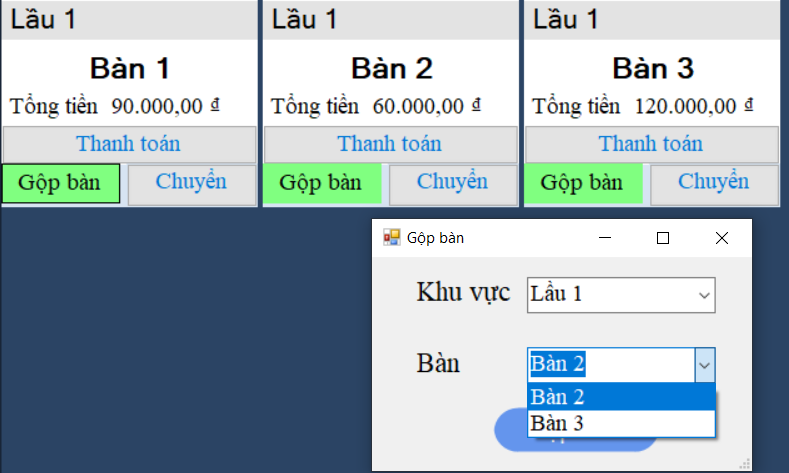 Lầu 1
Bàn 1
Tổng tiền 90.000,00 ₫
Thanh toán
Gộp bàn
Chuyển
Lầu 1
Bàn 2
Tổng tiền 60.000,00 ₫
Thanh toán
Gộp bàn
Chuyển
Lầu 1
Bàn 3
Tổng tiền 120.000,00 ₫
Thanh toán
Gộp bàn
Chuyển
Gộp bàn
Khu vực Lầu 1
Bàn Bàn 2
Bàn 2
Bàn 3